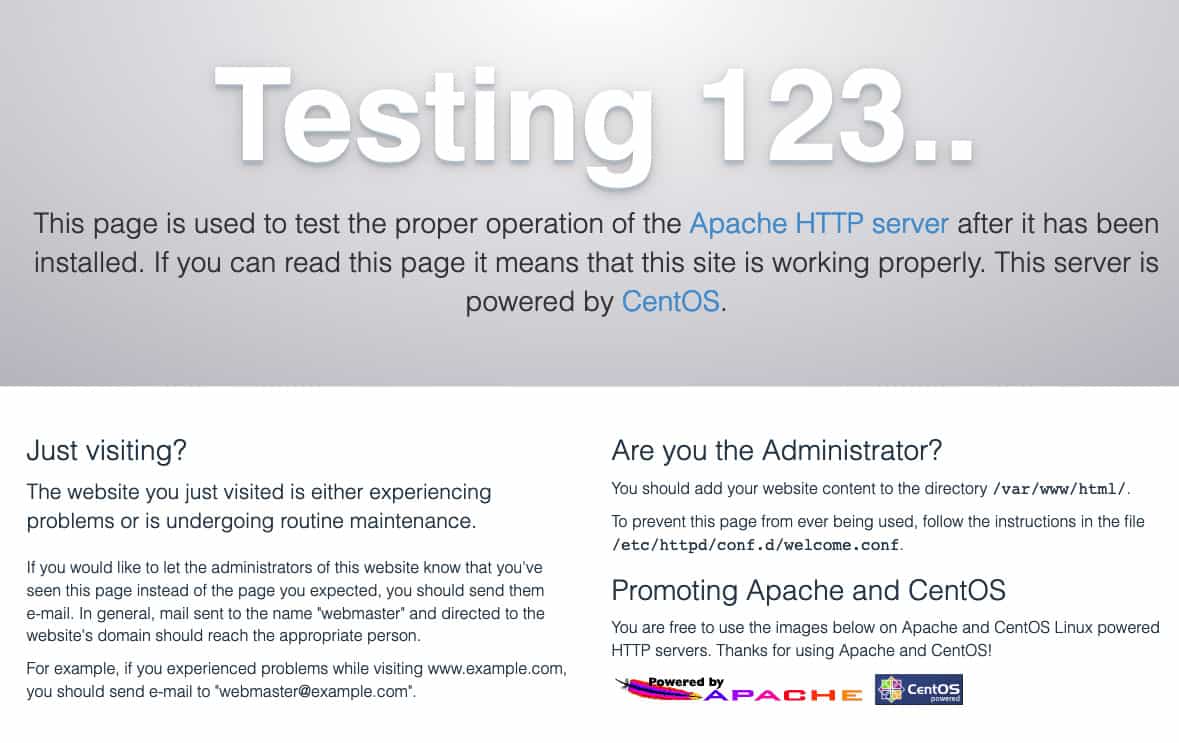 Testing 123..
This page is used to test the proper operation of the Apache HTTP server after it has been
installed. If you can read this page it means that this site is working properly. This server is
powered by CentOS.
Just visiting?
The website you just visited is either experiencing
problems or is undergoing routine maintenance.
If you would like to let the administrators of this website know that you've
seen this page instead of the page you expected, you should send them
e-mail. In general, mail sent to the name "webmaster" and directed to the
website's domain should reach the appropriate person.
For example, if you experienced problems while visiting www.example.com,
you should send e-mail to "webmaster@example.com".
Are you the Administrator?
You should add your website content to the directory /var/www/html/.
To prevent this page from ever being used, follow the instructions in the file
/etc/httpd/conf.d/welcome.conf.
Promoting Apache and CentOS
You are free to use the images below on Apache and CentOS Linux powered
HTTP servers. Thanks for using Apache and CentOS!
Powered by
APACHE
CentOS
powered